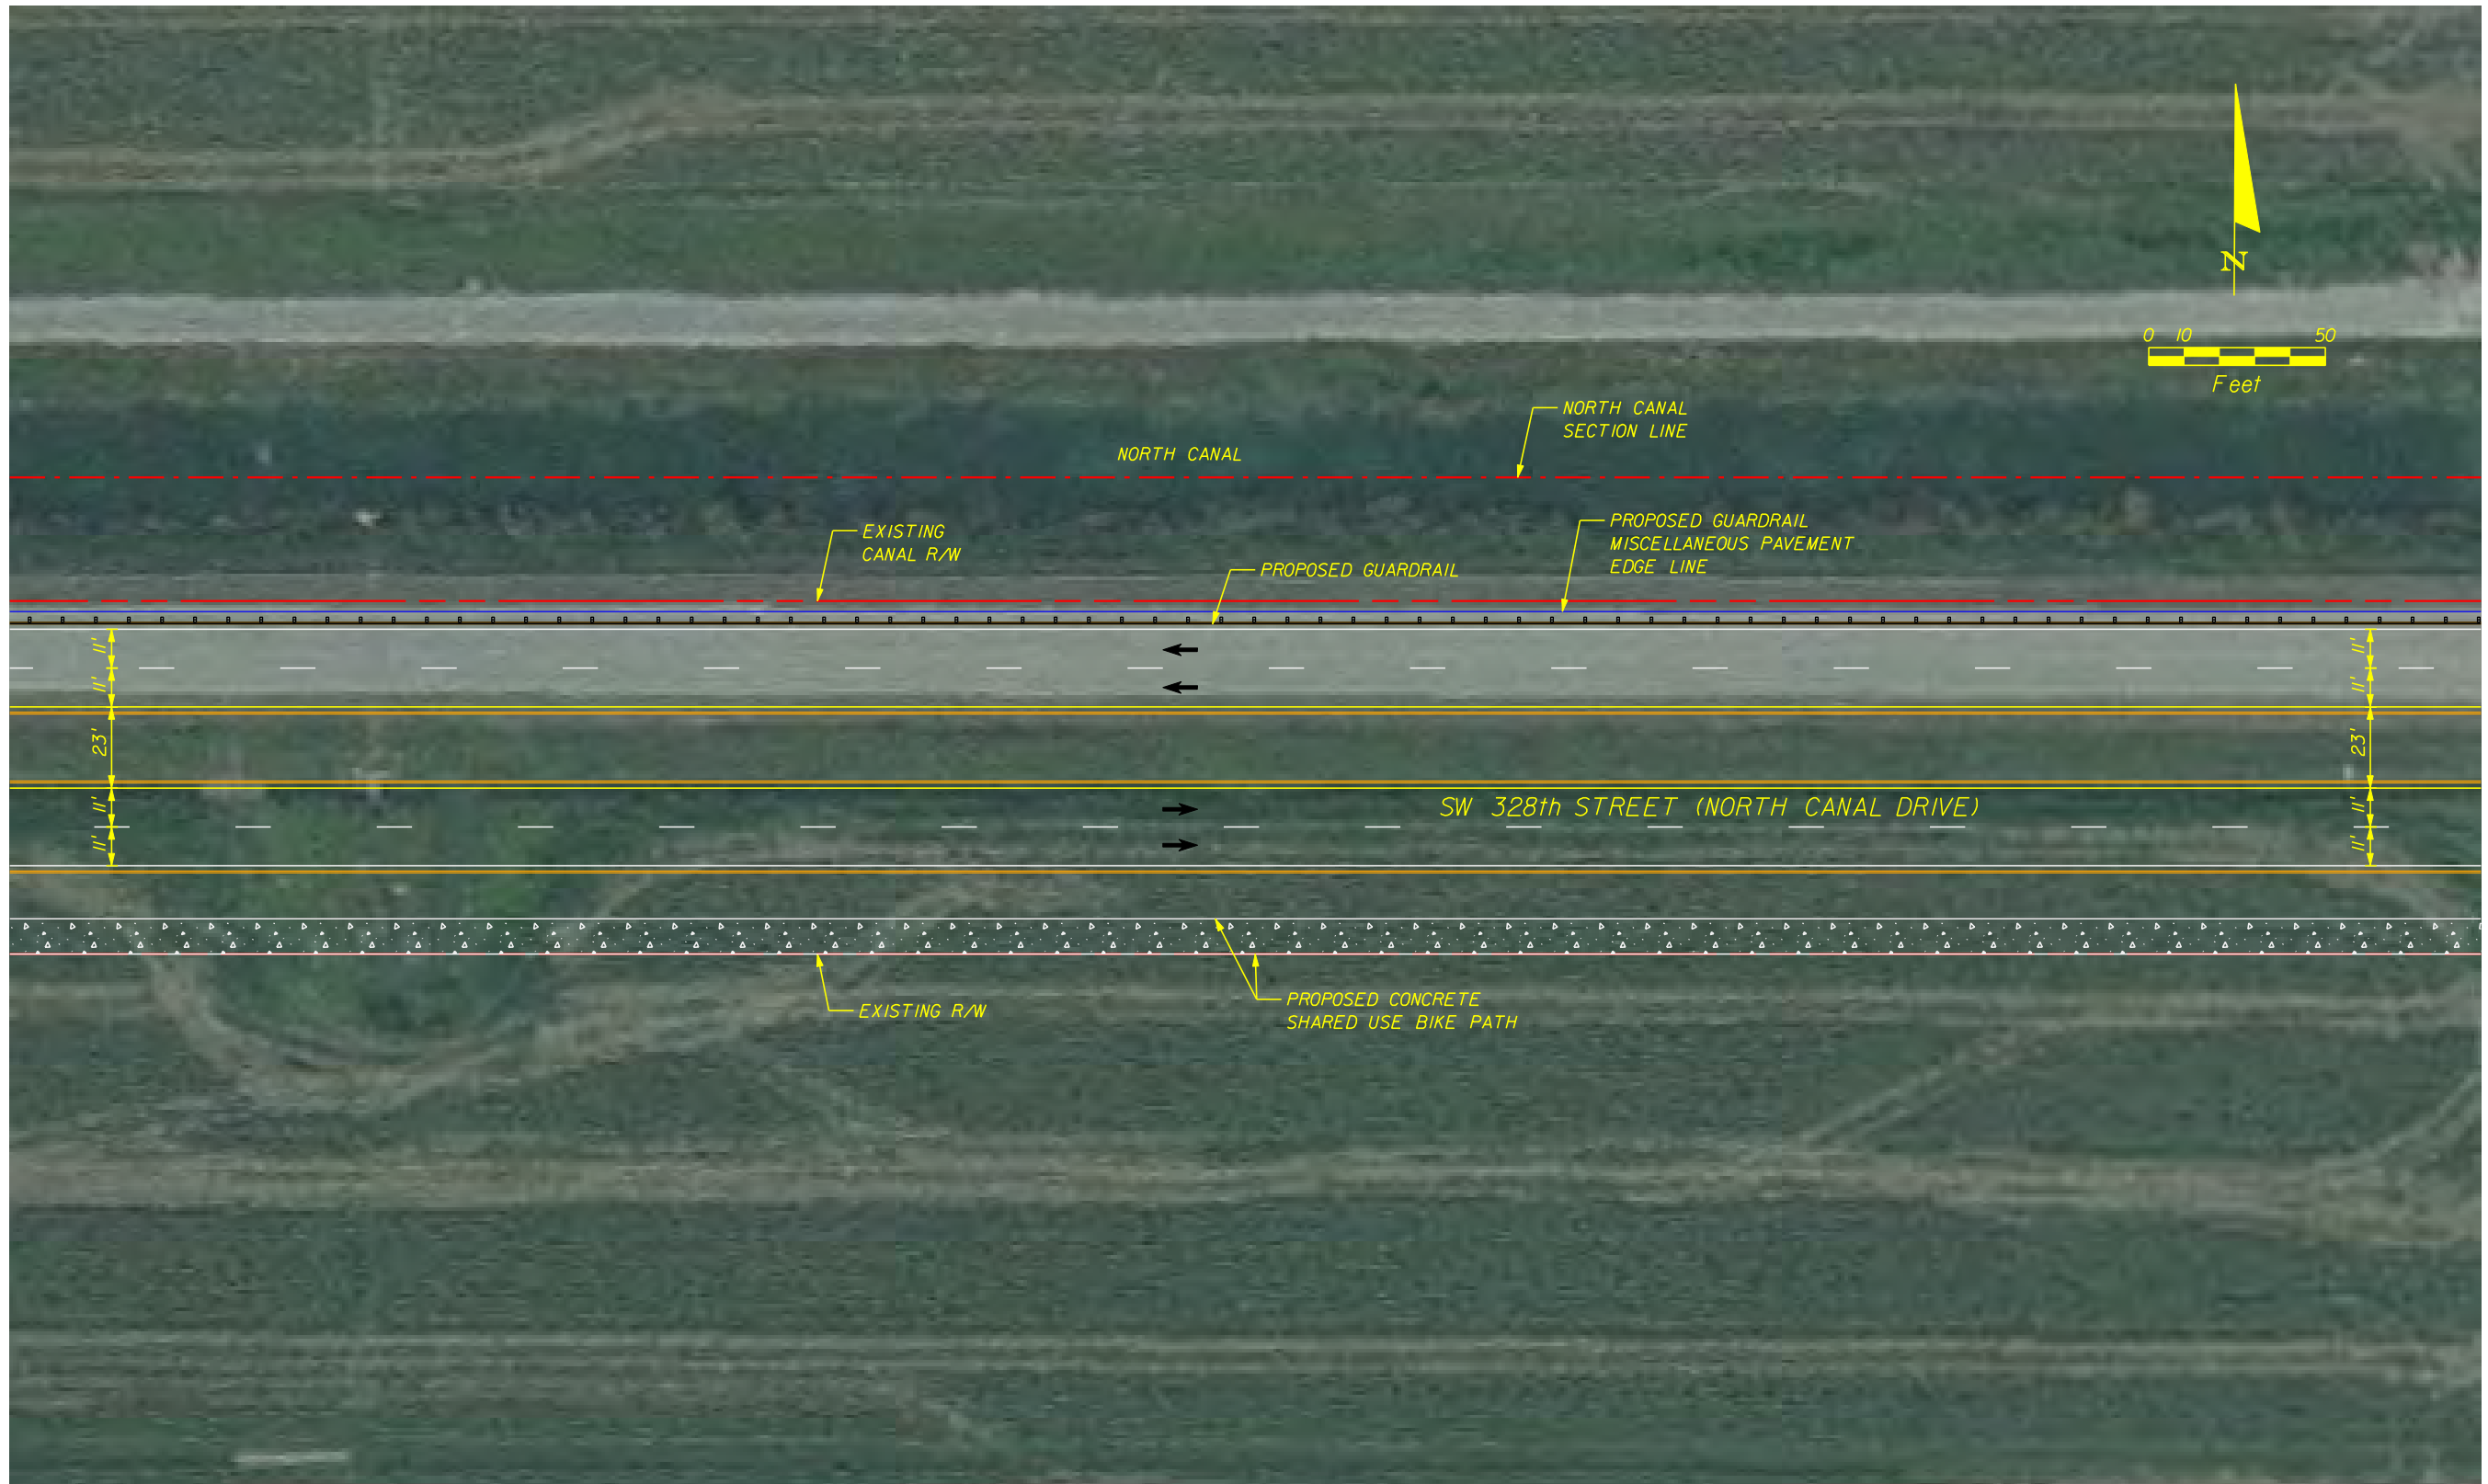 N
0 10 50
Feet
NORTH CANAL
SECTION LINE
NORTH CANAL
EXISTING
CANAL R/W
PROPOSED GUARDRAIL
MISCELLANEOUS PAVEMENT
EDGE LINE
PROPOSED GUARDRAIL
11'
11'
23'
11'
11'
11'
11'
23'
11'
11'
SW 328th STREET (NORTH CANAL DRIVE)
EXISTING R/W
PROPOSED CONCRETE
SHARED USE BIKE PATH